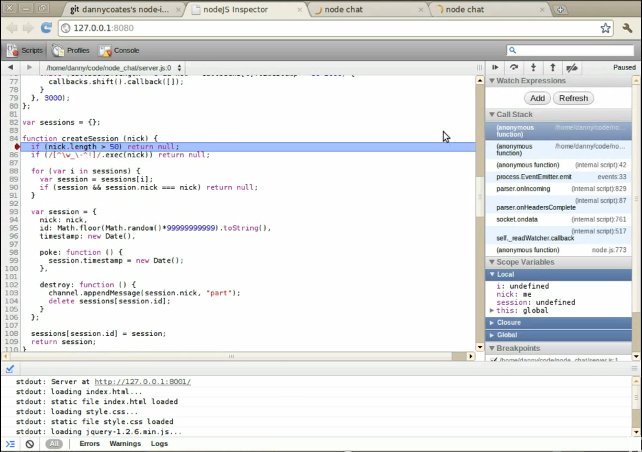 git dannycoates's node-i...
nodeJS Inspector
node chat
node chat
127.0.0.1:8080
Scripts
Profiles
Console
/home/danny/code/node_chat/server.js:0
Paused
77 callbacks.shift().callback([]);
78 }
79 }, 3000);
80 };
81
82 var sessions = {};
83
84 function createSession (nick) {
if (nick.length > 50) return null;
86 if (/[^\w_\-^!]/.exec(nick)) return null;
87
88 for (var i in sessions) {
89 var session = sessions[i];
90 if (session && session.nick === nick) return null;
91 }
92
93 var session = {
94 nick: nick,
95 id: Math.floor(Math.random()*99999999999).toString(),
96 timestamp: new Date(),
97
98 poke: function () {
99 session.timestamp = new Date();
100 },
101
102 destroy: function () {
103 channel.appendMessage(session.nick, "part");
104 delete sessions[session.id];
105 }
106 };
107
108 sessions[session.id] = session;
109 return session;
110 }
Watch Expressions
Add Refresh
Call Stack
(anonymous function) /home/danny/code/no...
(anonymous function) /home/danny/code/no...
(anonymous function) (internal script):42
process.EventEmitter.emit events:33
parser.onIncoming (internal script):829
(internal script):87
parser.onHeadersComplete
socket.ondata (internal script):761
(internal script):517
self._readWatcher.callback
(anonymous function) node.js:773
Scope Variables
Local
i: undefined
nick: me
session: undefined
this: global
Closure
Global
Breakpoints
/home/danny/code/node_chat/server.js:1...
stdout: Server at http://127.0.0.1:8001/
stdout: loading index.html...
stdout: static file index.html loaded
stdout: loading style.css...
stdout: static file style.css loaded
stdout: loading jquery-1.2.6.min.js...
All Errors Warnings Logs